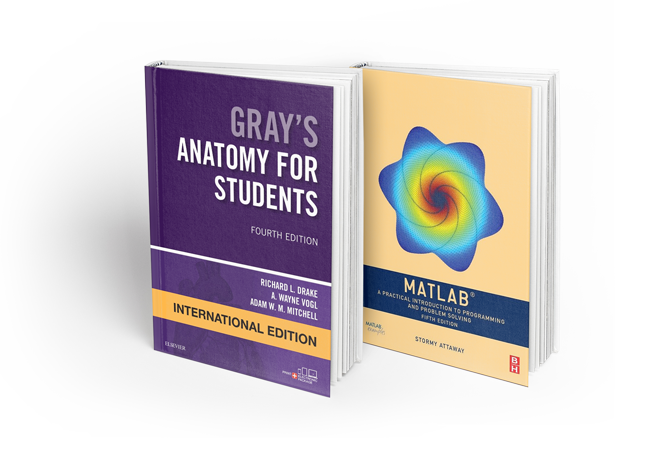 GRAY'S
ANATOMY FOR
STUDENTS
FOURTH EDITION
RICHARD L. DRAKE
A. WAYNE VOGL
ADAM W. M. MITCHELL
INTERNATIONAL EDITION
ELSEVIER
MATLAB®
A PRACTICAL INTRODUCTION TO PROGRAMMING
AND PROBLEM SOLVING
FIFTH EDITION
MATLAB
STORMY ATTAWAY
B
H